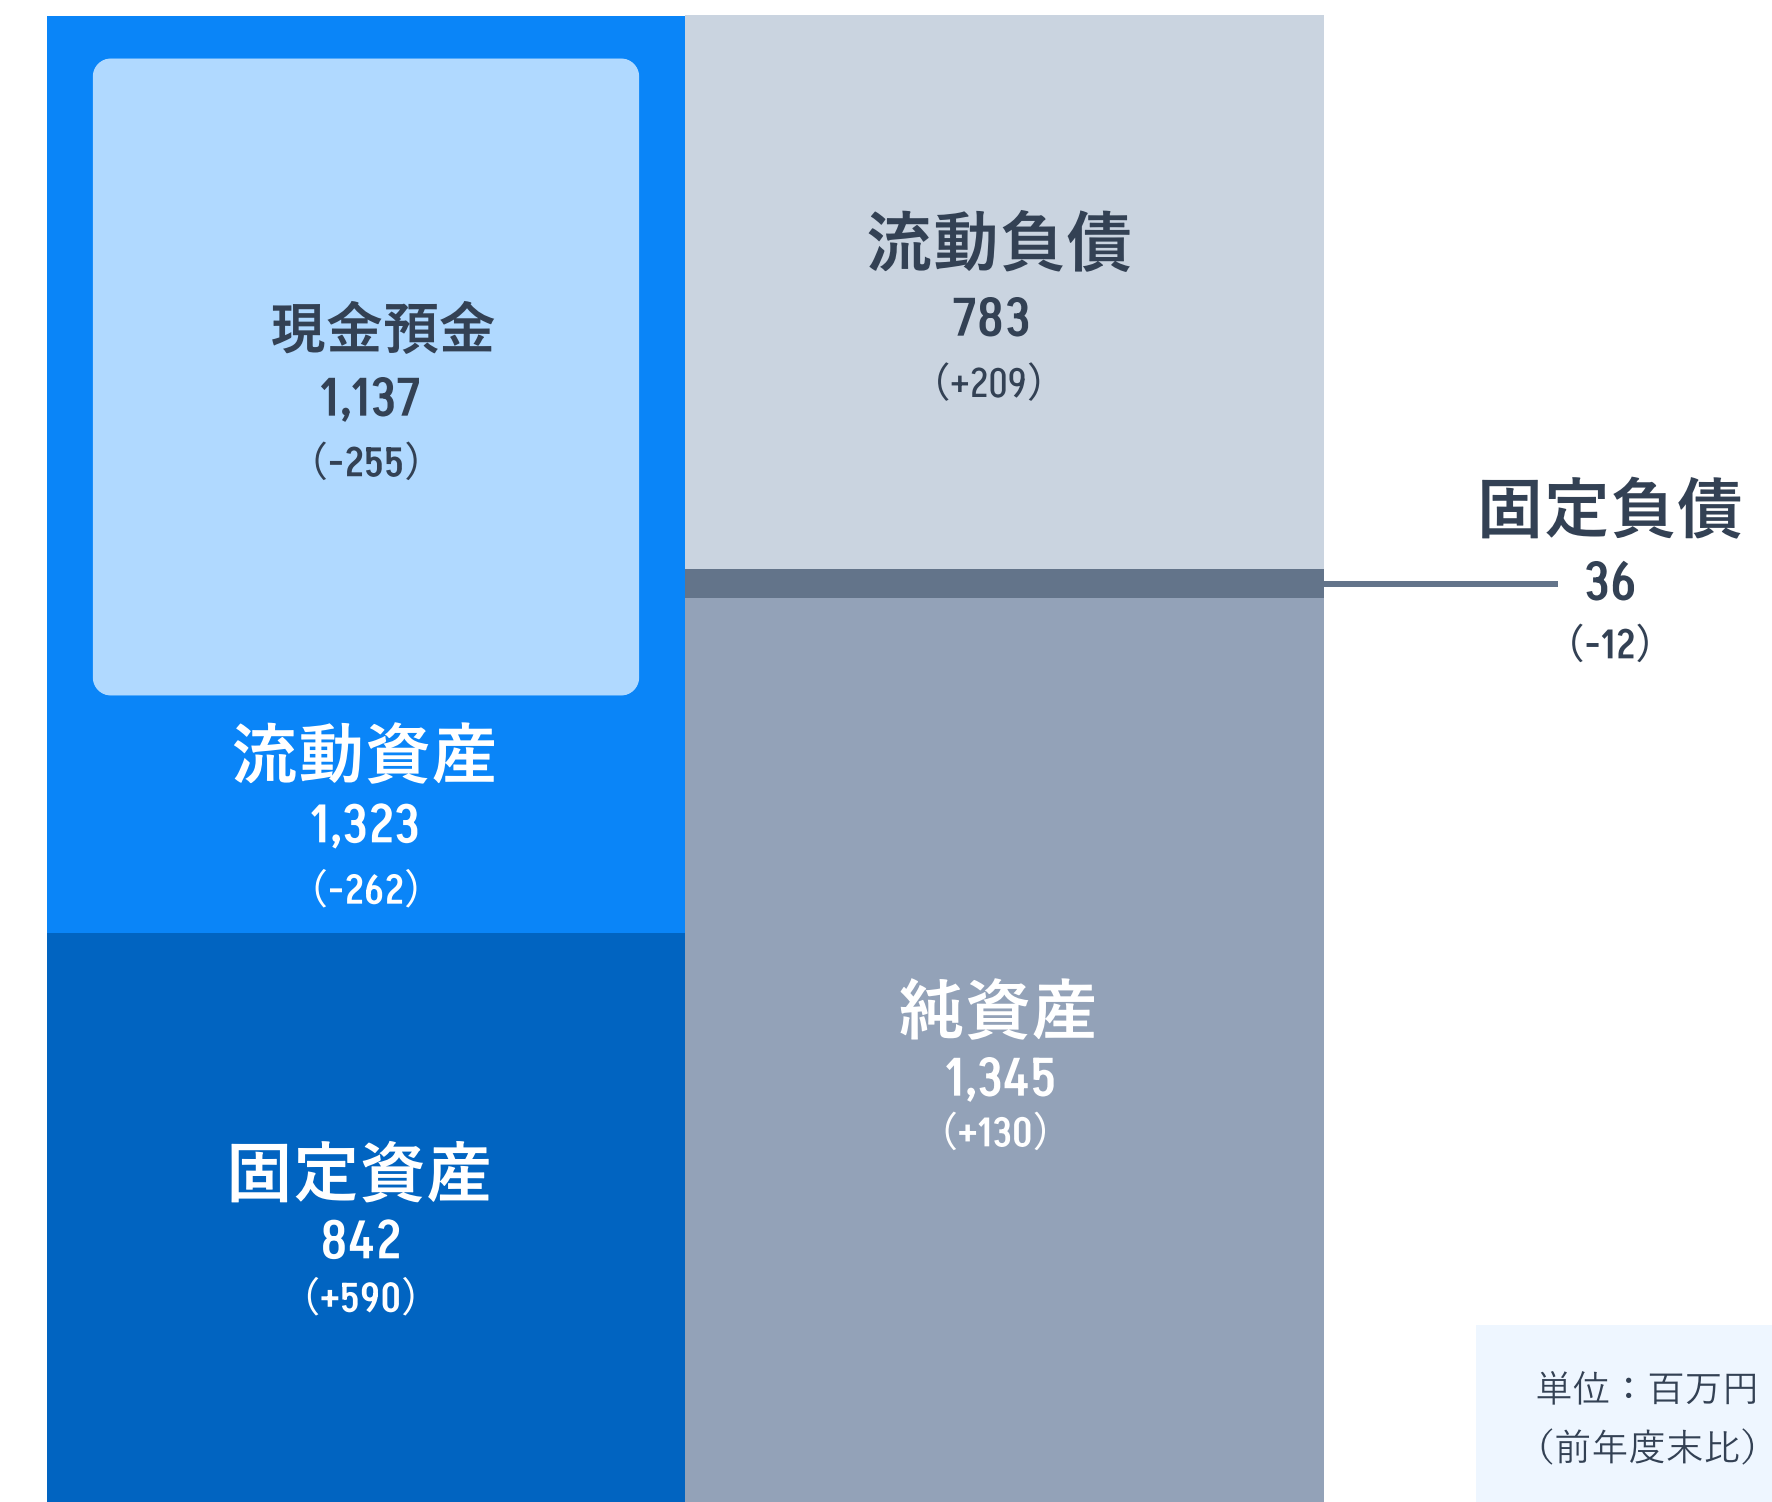 現金預金
1,137
（-255）
流動資産
1,323
（-262）
固定資産
842
（+590）
流動負債
783
（+209）
固定負債
36
（-12）
純資産
1,345
（+130）
単位：百万円
（前年度末比）